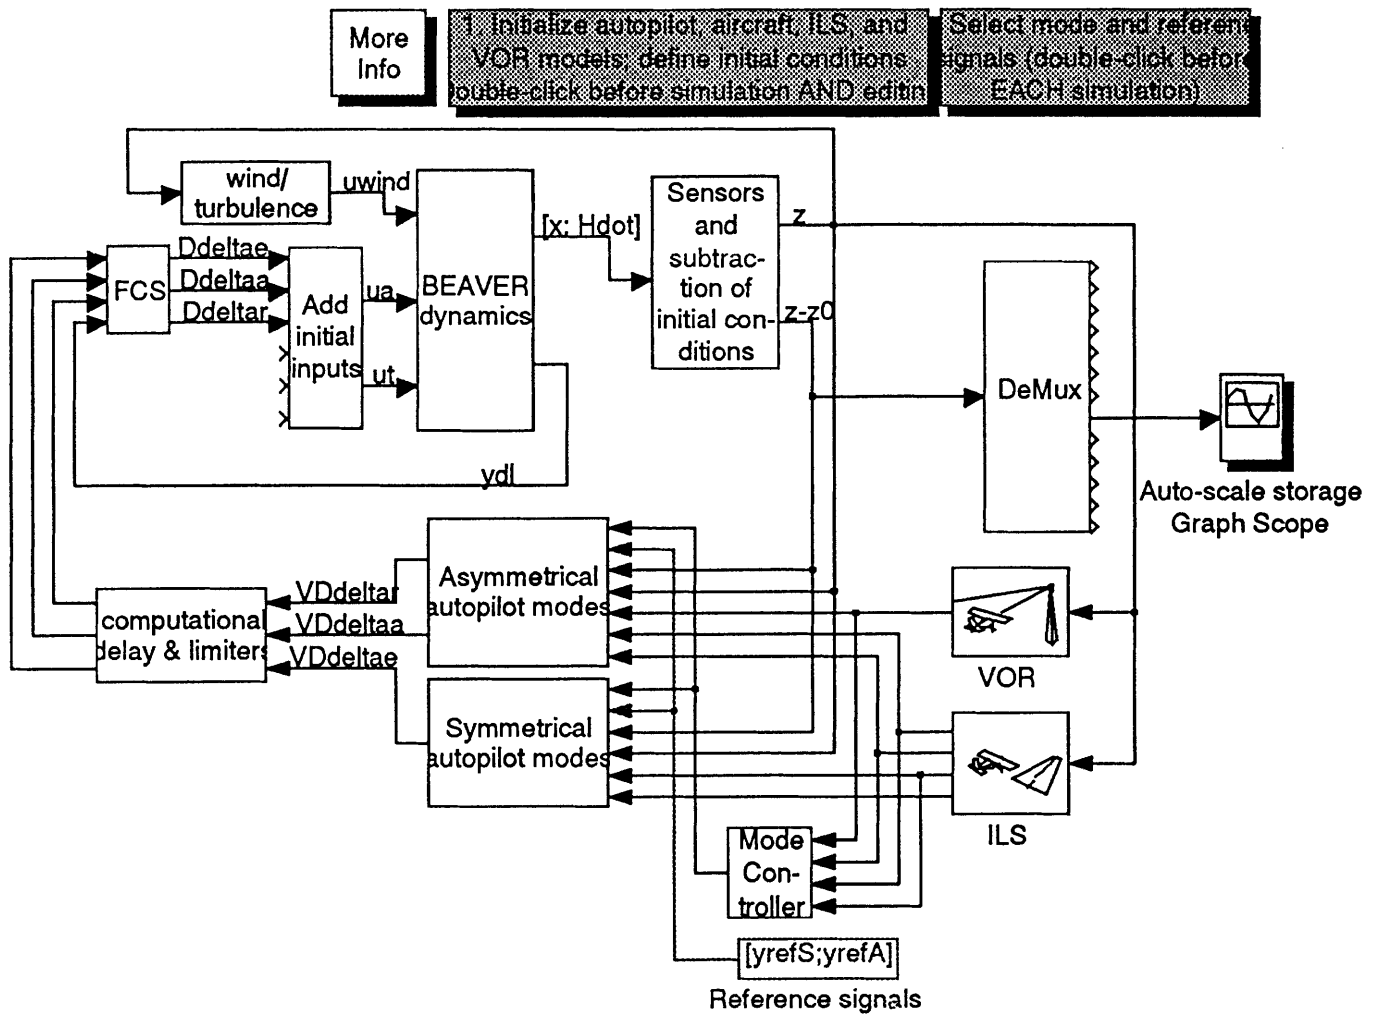 More
Info
1. Initialize autopilot, aircraft, ILS, and
VOR models; define initial conditions
ouble-click before simulation AND editin
Select mode and referen
ignals (double-click befor
EACH simulation)
wind/
turbulence
uwind
FCS
Ddeltae
Ddeltaa
Ddeltar
Add
initial
inputs
ua
ut
BEAVER
dynamics
[x; Hdot]
Sensors
and
subtrac-
tion of
initial con-
ditions
z
z-z0
DeMux
Auto-scale storage
Graph Scope
ydl
Asymmetrical
autopilot modes
computational
delay & limiters
VDdeltar
VDdeltaa
VDdeltae
Symmetrical
autopilot modes
VOR
ILS
Mode
Con-
troller
[yrefS;yrefA]
Reference signals